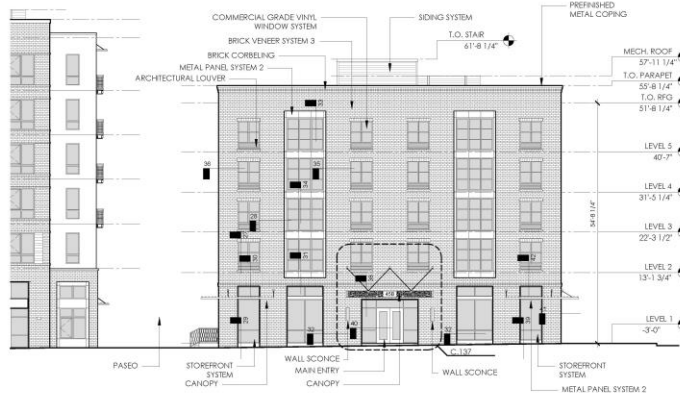 PREFINISHED
METAL COPING
COMMERCIAL GRADE VINYL
WINDOW SYSTEM
SIDING SYSTEM
BRICK VENEER SYSTEM 3
T.O. STAIR
61'-8 1/4"
BRICK CORBELING
METAL PANEL SYSTEM 2
ARCHITECTURAL LOUVER
MECH. ROOF
57'-11 1/4"
T.O. PARAPET
55'-8 1/4"
T.O. RFG
51'-8 1/4"
LEVEL 5
40'-7"
LEVEL 4
31'-5 1/4"
LEVEL 3
22'-3 1/2"
LEVEL 2
13'-1 3/4"
LEVEL 1
-3'-0"
54'-8 1/4"
36
35
28
40
32
32
PASEO
STOREFRONT
SYSTEM
CANOPY
WALL SCONCE
MAIN ENTRY
CANOPY
C.137
WALL SCONCE
STOREFRONT
SYSTEM
METAL PANEL SYSTEM 2